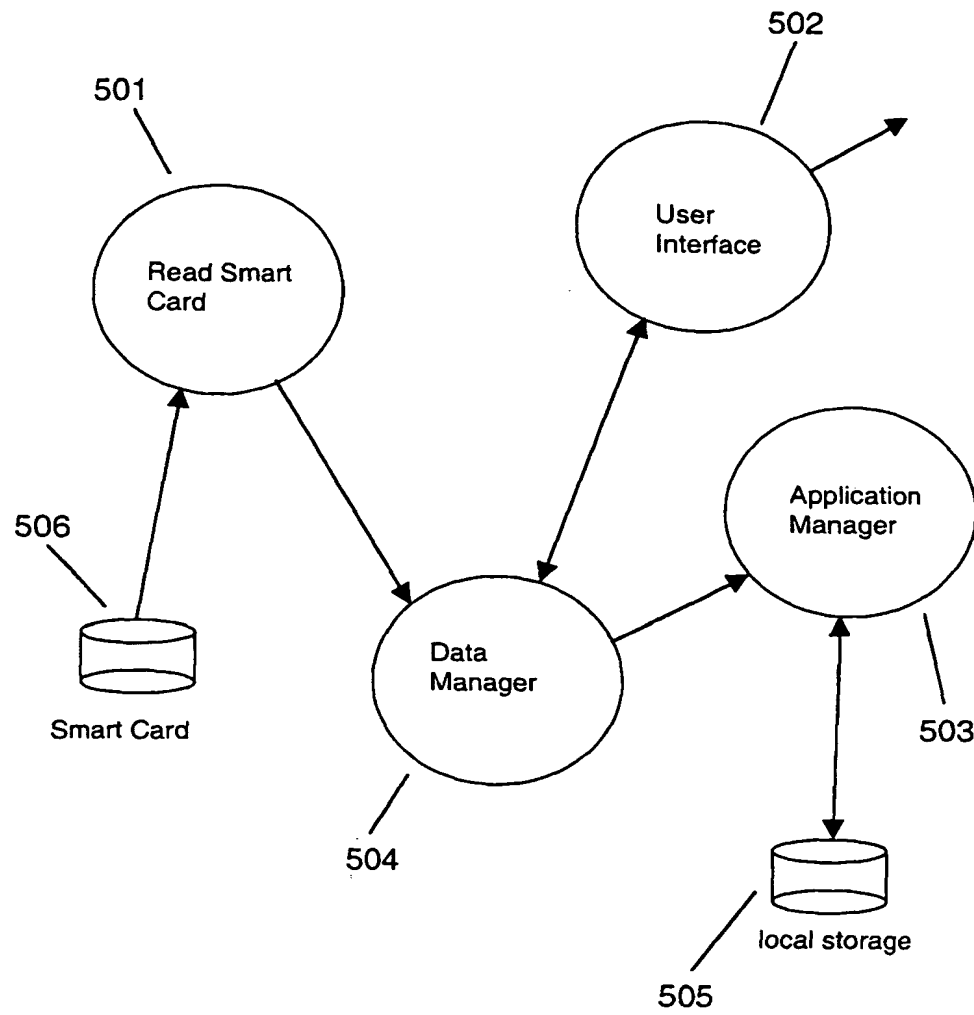 502
501
User
Interface
Read Smart
Card
Application
Manager
506
Data
Manager
Smart Card
503
504
local storage
505